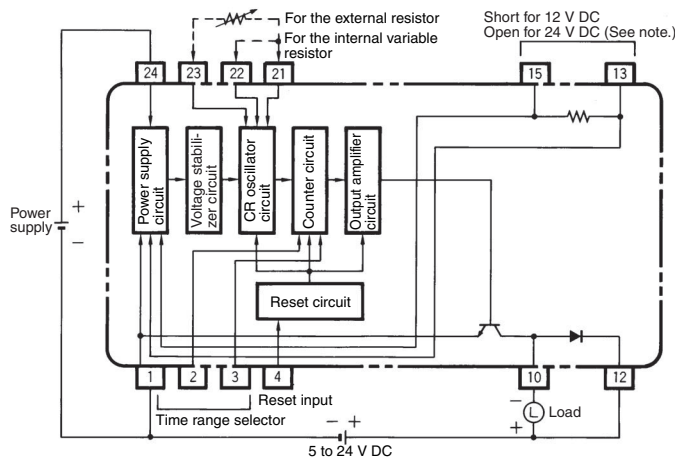 For the external resistor
For the internal variable
resistor
Short for 12 V DC
Open for 24 V DC (See note.)
24
23
22
21
15
13
Power supply
circuit
Voltage stabili-
zer circuit
CR oscillator
circuit
Counter circuit
Output amplifier
circuit
Power
supply
+
−
Reset circuit
1
2
3
4
10
12
Reset input
Time range selector
−
L
Load
+
− +
5 to 24 V DC